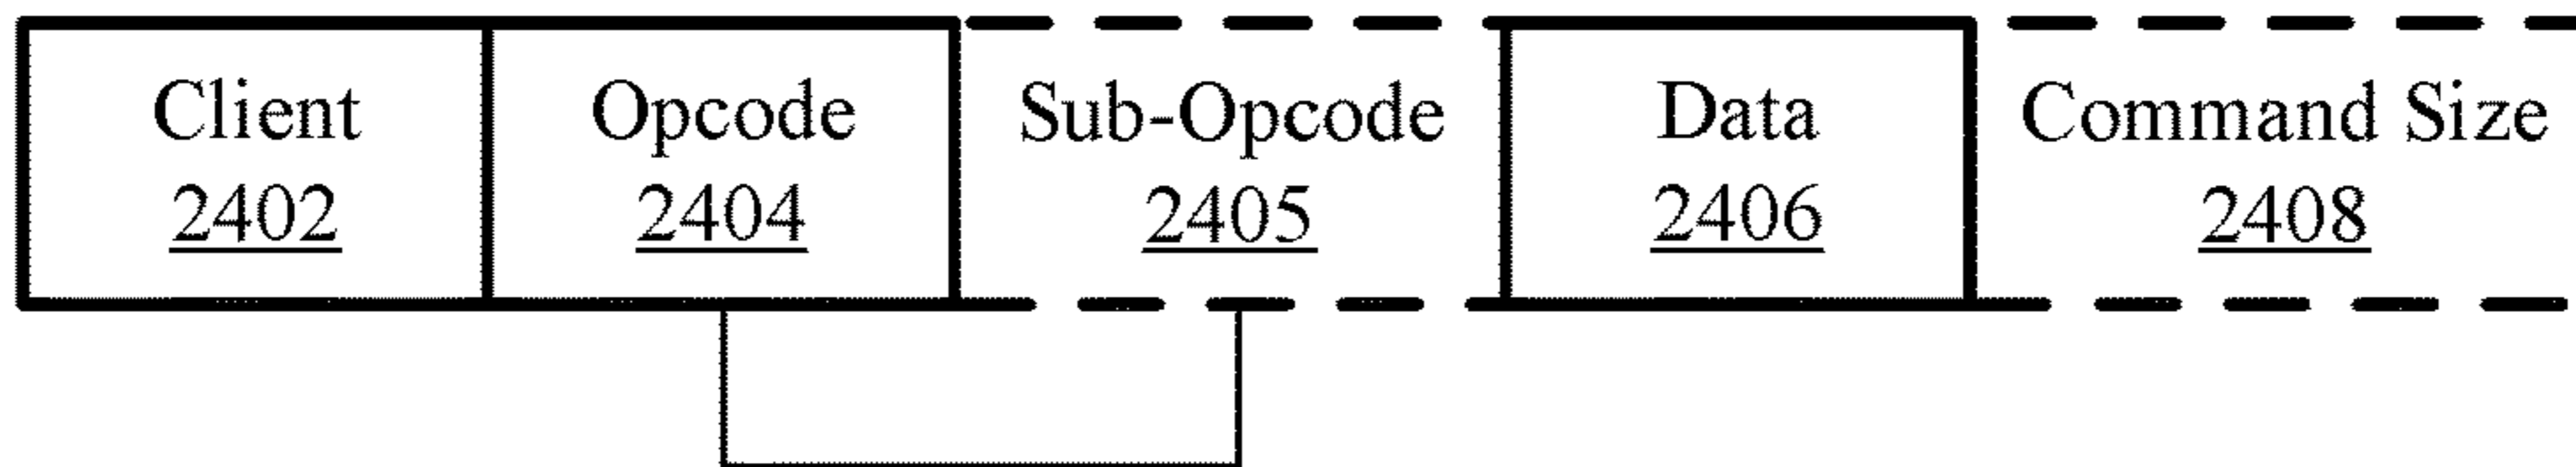 Client Opcode Sub-Opcode Data Command Size
2402 2404 2405 2406 2408